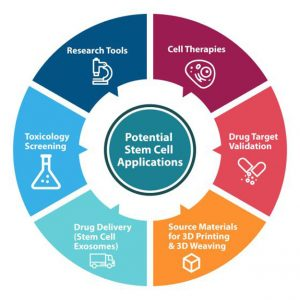 Research Tools
Cell Therapies
Toxicology
Screening
Potential
Stem Cell
Applications
Drug Target
Validation
Drug Delivery
(Stem Cell
Exosomes)
Source Materials
for 3D Printing
& 3D Weaving